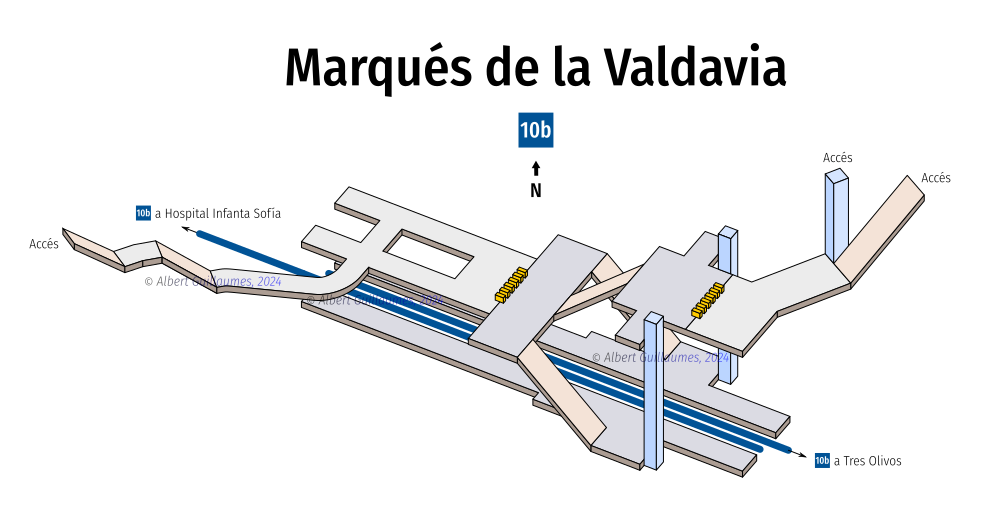 Marqués de la Valdavia
10b
N
Accés
Accés
10b a Hospital Infanta Sofía
Accés
© Albert Guillaumes, 2024
© Albert Guillaumes, 2024
© Albert Guillaumes, 2024
10b a Tres Olivos